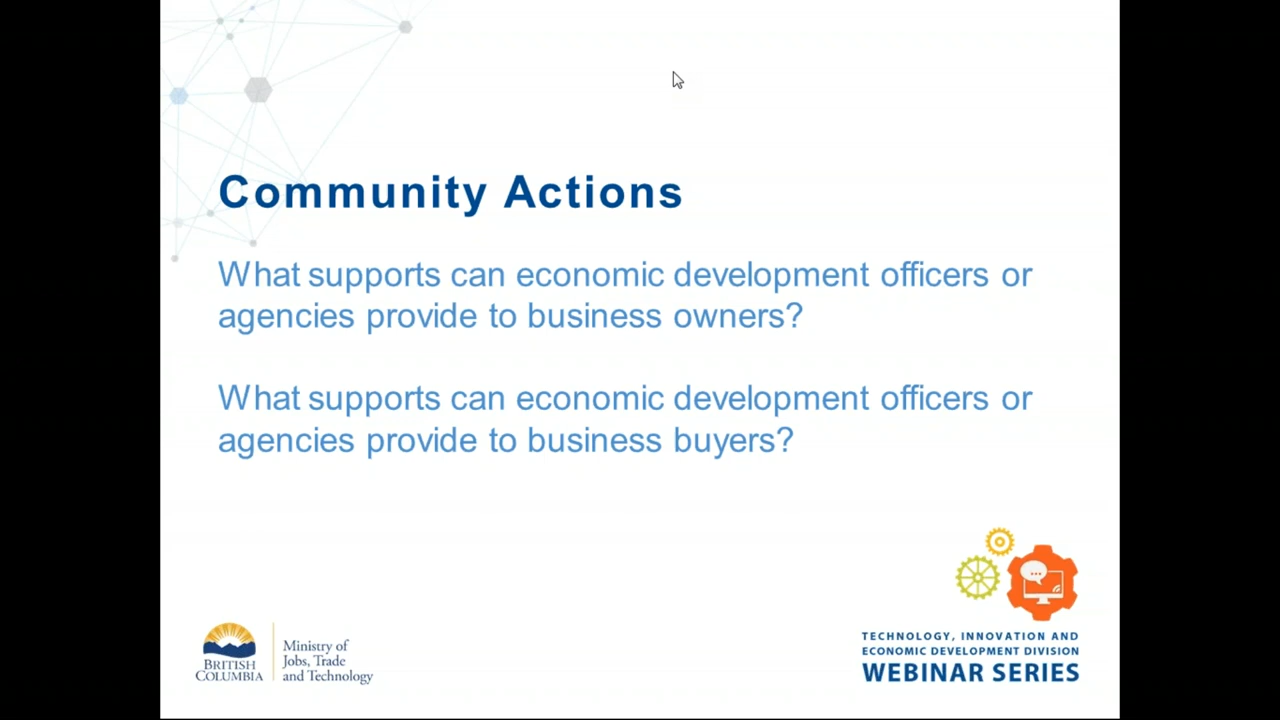 Community Actions
What supports can economic development officers or
agencies provide to business owners?
What supports can economic development officers or
agencies provide to business buyers?
BRITISH
COLUMBIA
Ministry of
Jobs, Trade
and Technology
TECHNOLOGY, INNOVATION AND
ECONOMIC DEVELOPMENT DIVISION
WEBINAR SERIES